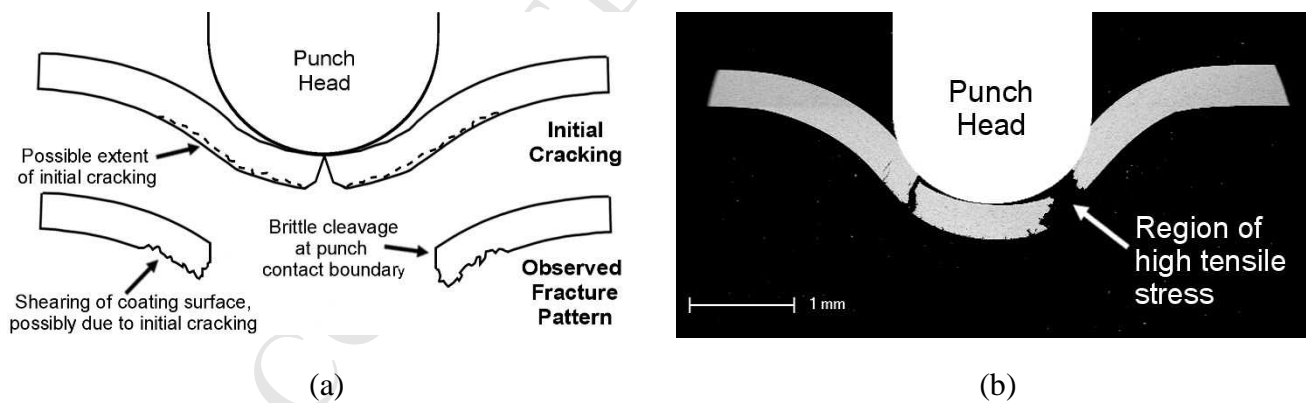 Punch
Head
Possible extent
of initial cracking
Initial
Cracking
Brittle cleavage
at punch
contact boundary
Shearing of coating surface,
possibly due to initial cracking
Observed
Fracture
Pattern
(a)
Punch
Head
Region of
high tensile
stress
1 mm
(b)